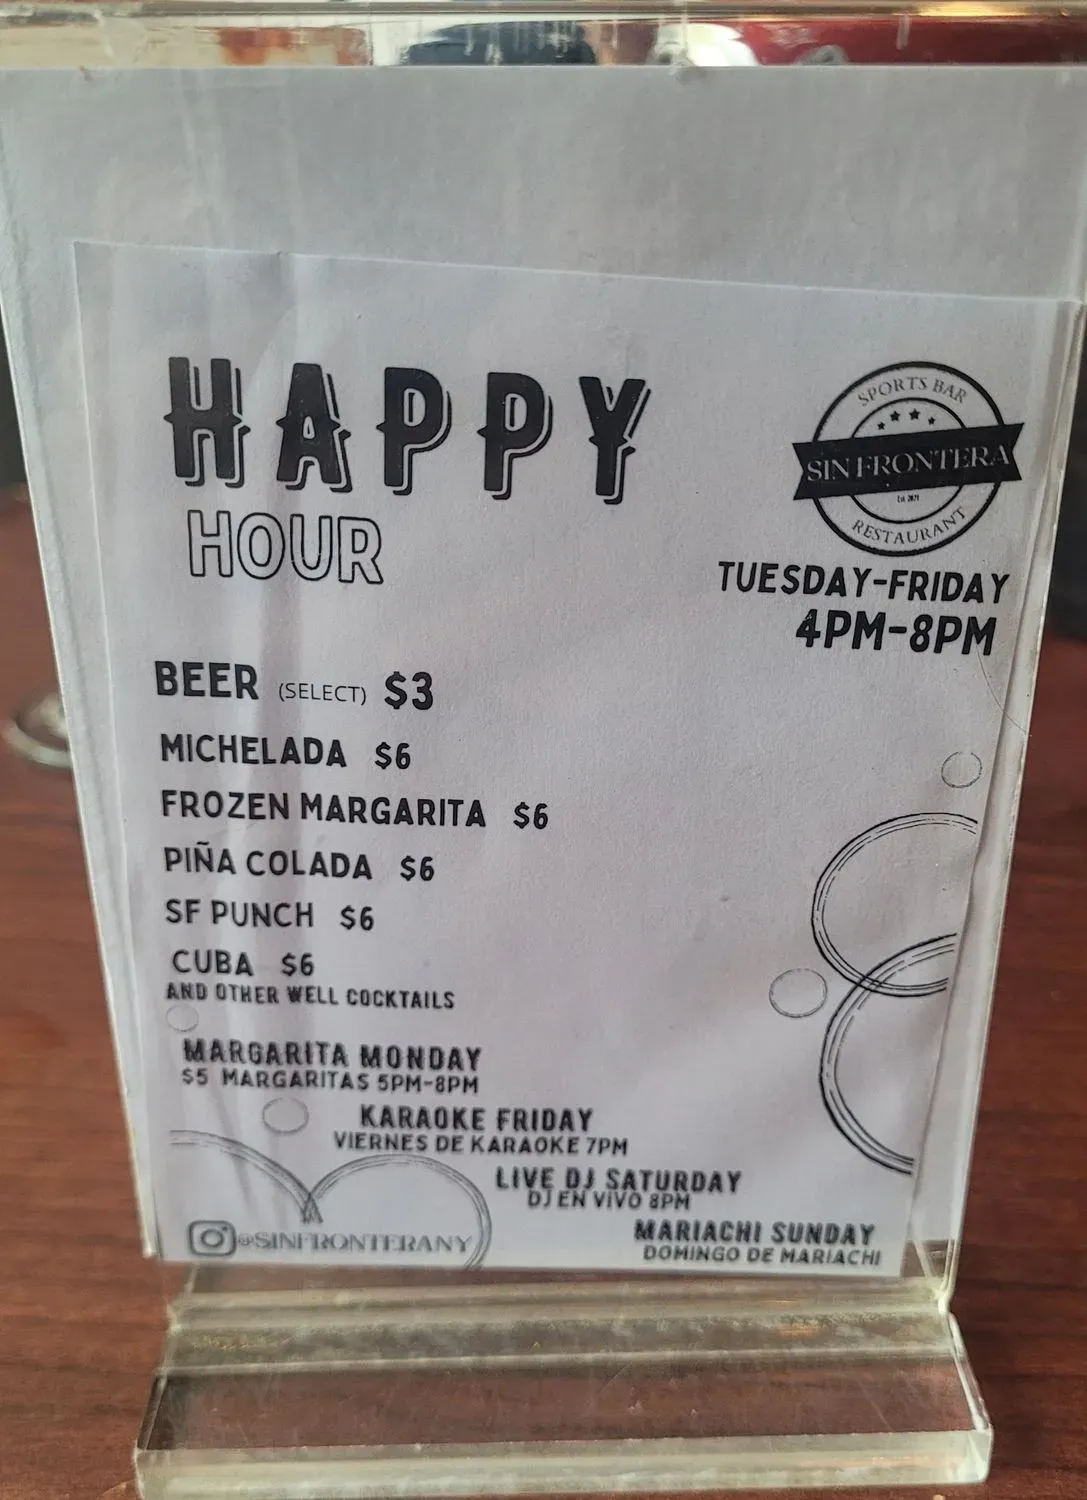 HAPPY
HOUR
SPORTS BAR
SIN FRONTERA
RESTAURANT
TUESDAY-FRIDAY
4PM-8PM
BEER (SELECT) $3
MICHELADA $6
FROZEN MARGARITA $6
PIÑA COLADA $6
SF PUNCH $6
CUBA $6
AND OTHER WELL COCKTAILS
MARGARITA MONDAY
$5 MARGARITAS 5PM-8PM
KARAOKE FRIDAY
VIERNES DE KARAOKE 7PM
LIVE DJ SATURDAY
DJ EN VIVO 8PM
MARIACHI SUNDAY
DOMINGO DE MARIACHI
@SINFRONTERANY